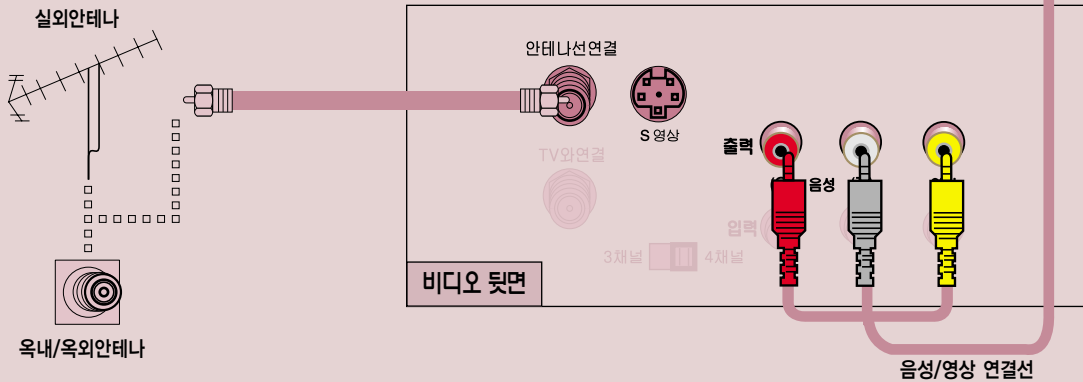 실외안테나
안테나선연결
S 영상
출력
음성
TV와연결
입력
3채널
4채널
비디오 뒷면
옥내/옥외안테나
음성/영상 연결선